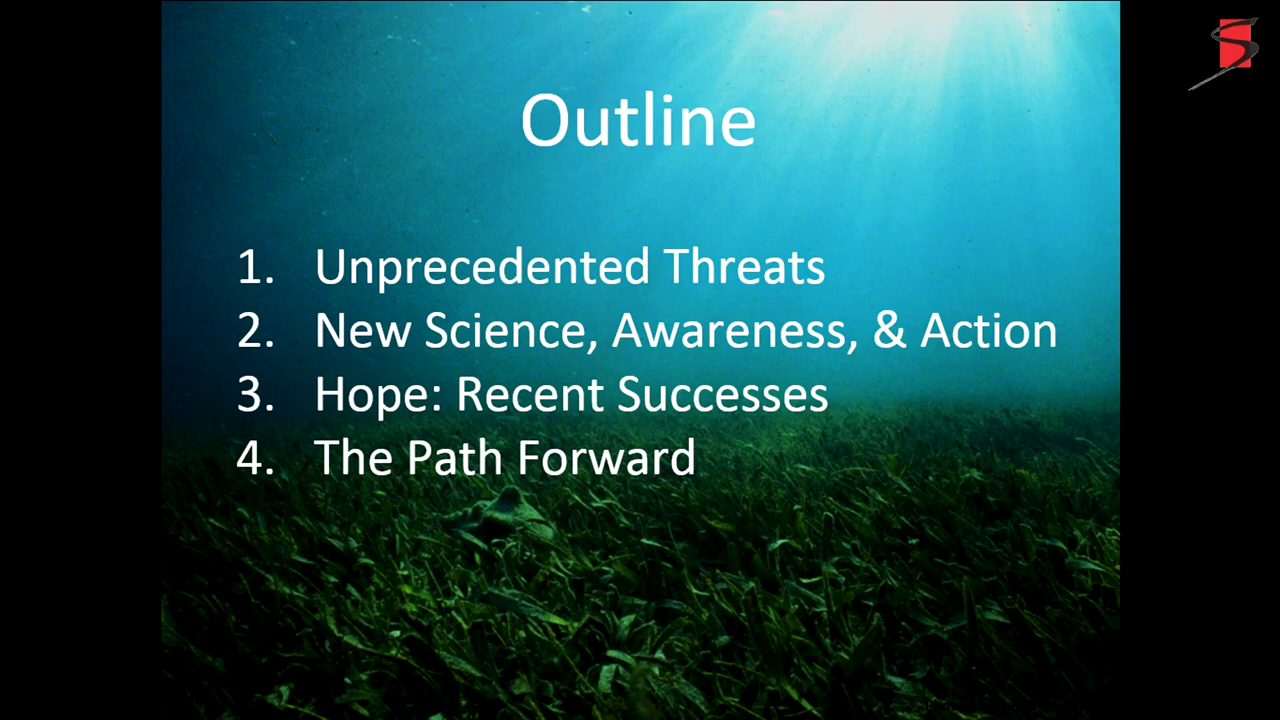 Outline
1. Unprecedented Threats
2. New Science, Awareness, & Action
3. Hope: Recent Successes
4. The Path Forward